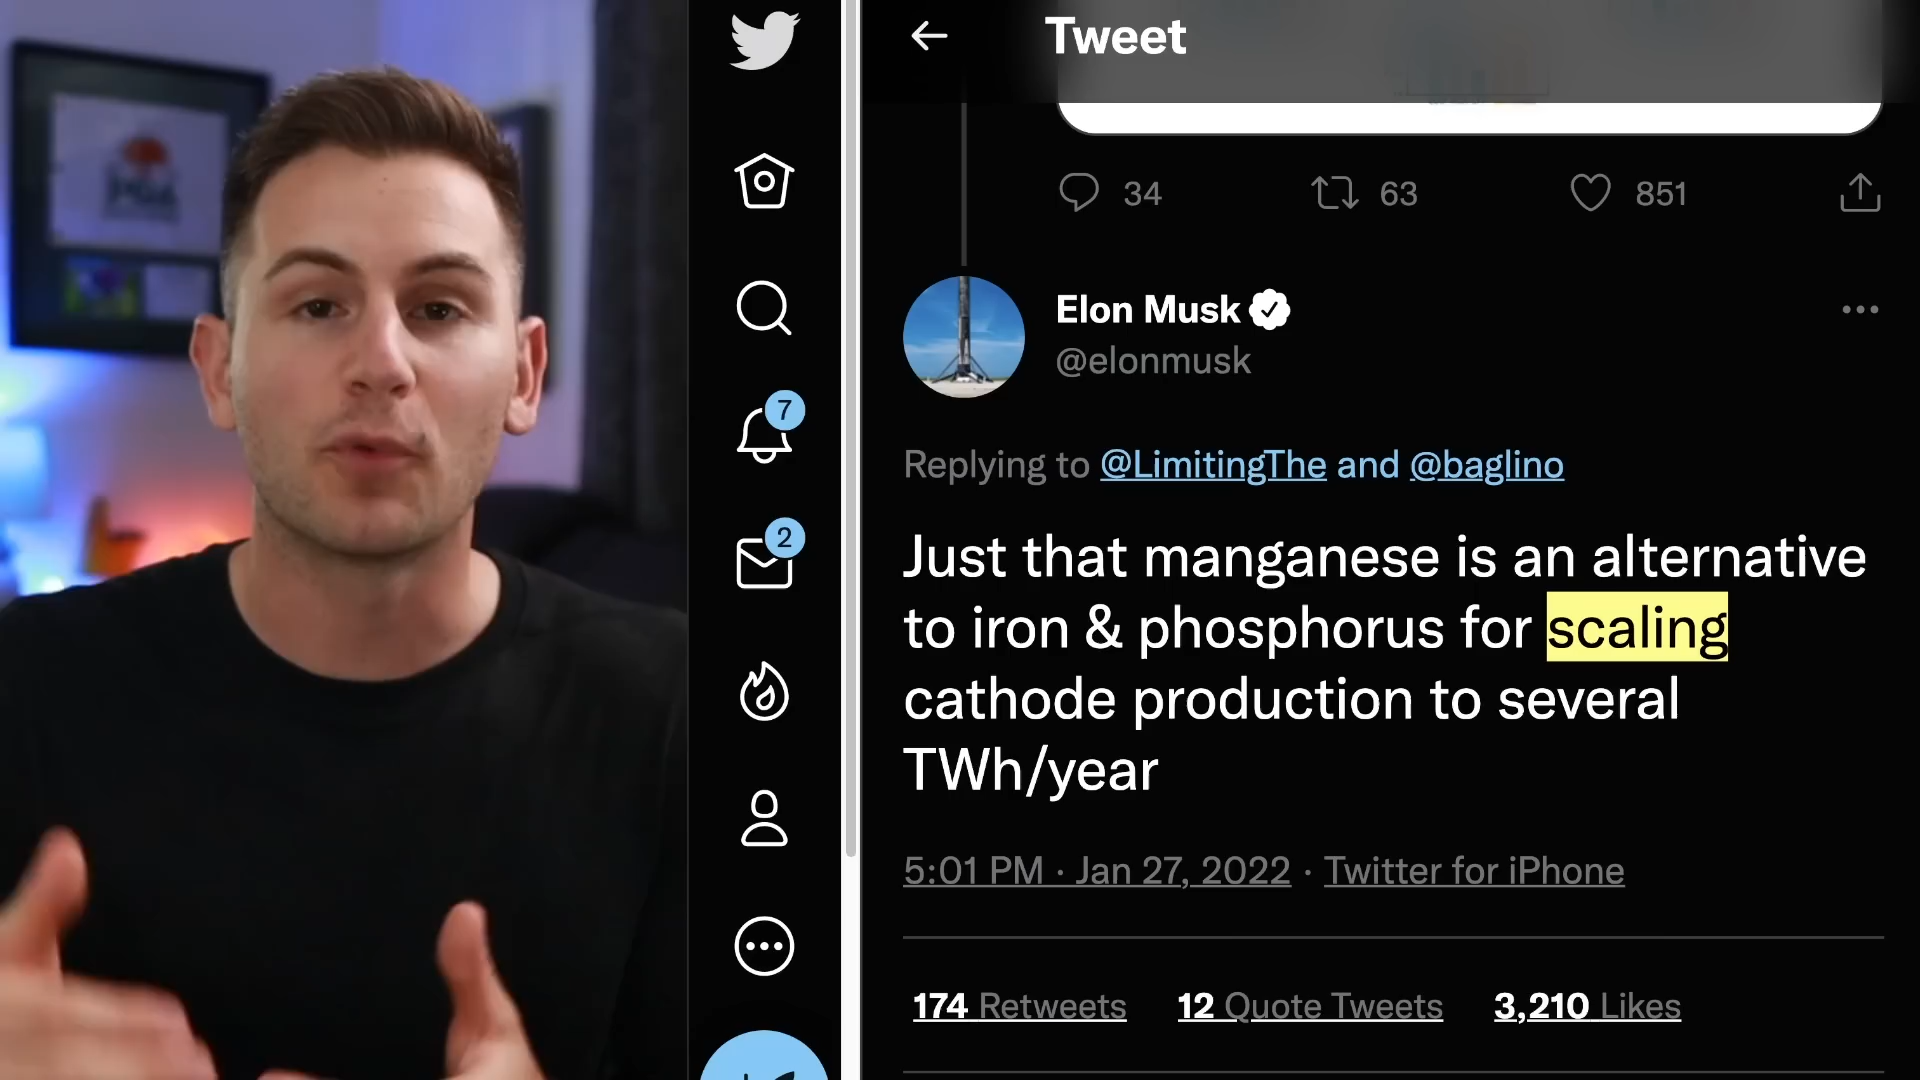 Tweet
34
63
851
Elon Musk
@elonmusk
7
Replying to @LimitingThe and @baglino
2
Just that manganese is an alternative
to iron & phosphorus for scaling
cathode production to several
TWh/year
5:01 PM · Jan 27, 2022 · Twitter for iPhone
174 Retweets
12 Quote Tweets
3,210 Likes